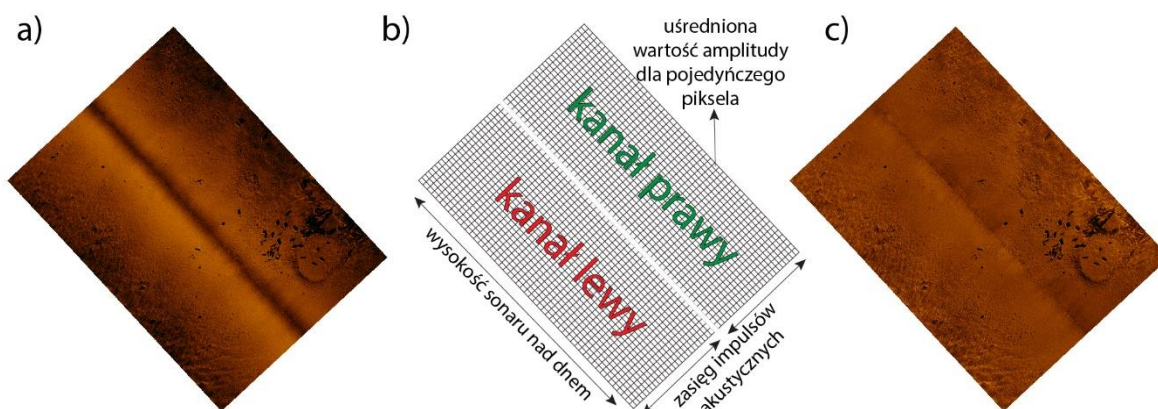 a)
b)
uśredniona
wartość amplitudy
dla pojedyńczego
piksela
c)
kanał prawy
kanał lewy
wysokość sonaru nad dnem
zasięg impulsów
akustycznych